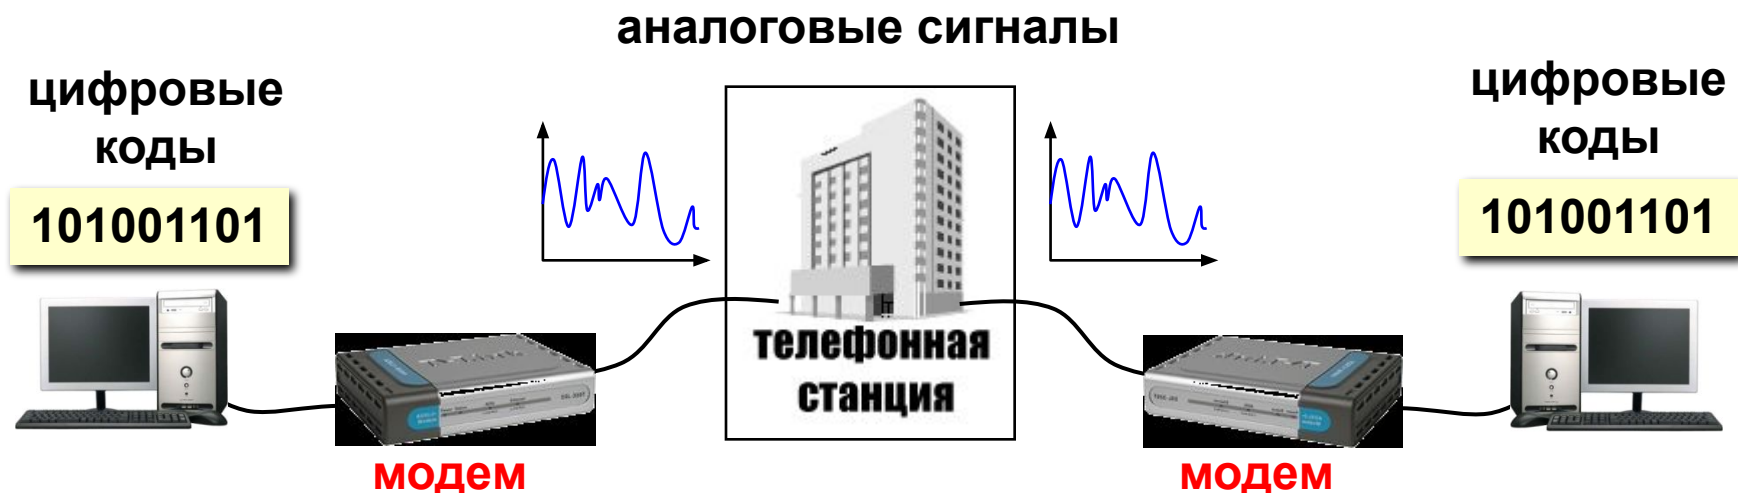 аналоговые сигналы
цифровые
коды
101001101
цифровые
коды
101001101
телефонная
станция
модем
модем